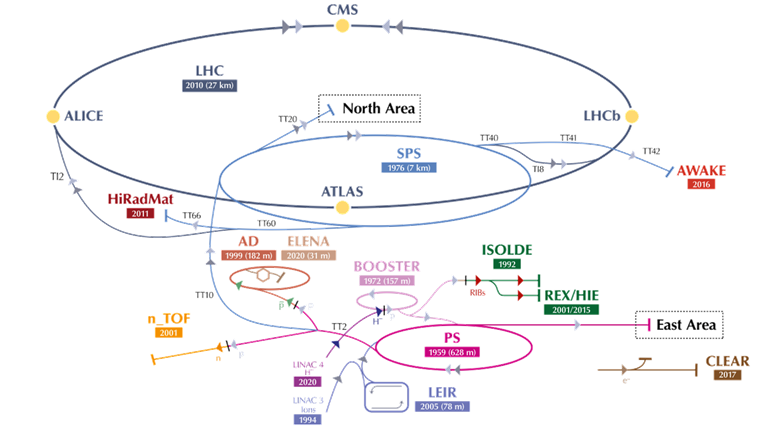 CMS
LHC
2010 (27 km)
North Area
TT20
ALICE
LHCb
TT40
TT41
TT42
SPS
1976 (7 km)
TI8
TI2
AWAKE
2016
ATLAS
HiRadMat
2011
TT66
TT60
AD
1999 (182 m)
ELENA
2020 (31 m)
ISOLDE
1992
BOOSTER
1972 (157 m)
RIBs
REX/HIE
2001/2015
TT10
p
H⁻
n_TOF
2001
TT2
East Area
PS
1959 (628 m)
n
p
LINAC 4
H⁻
2020
CLEAR
2017
e⁻
LEIR
2005 (78 m)
LINAC 3
Ions
1994